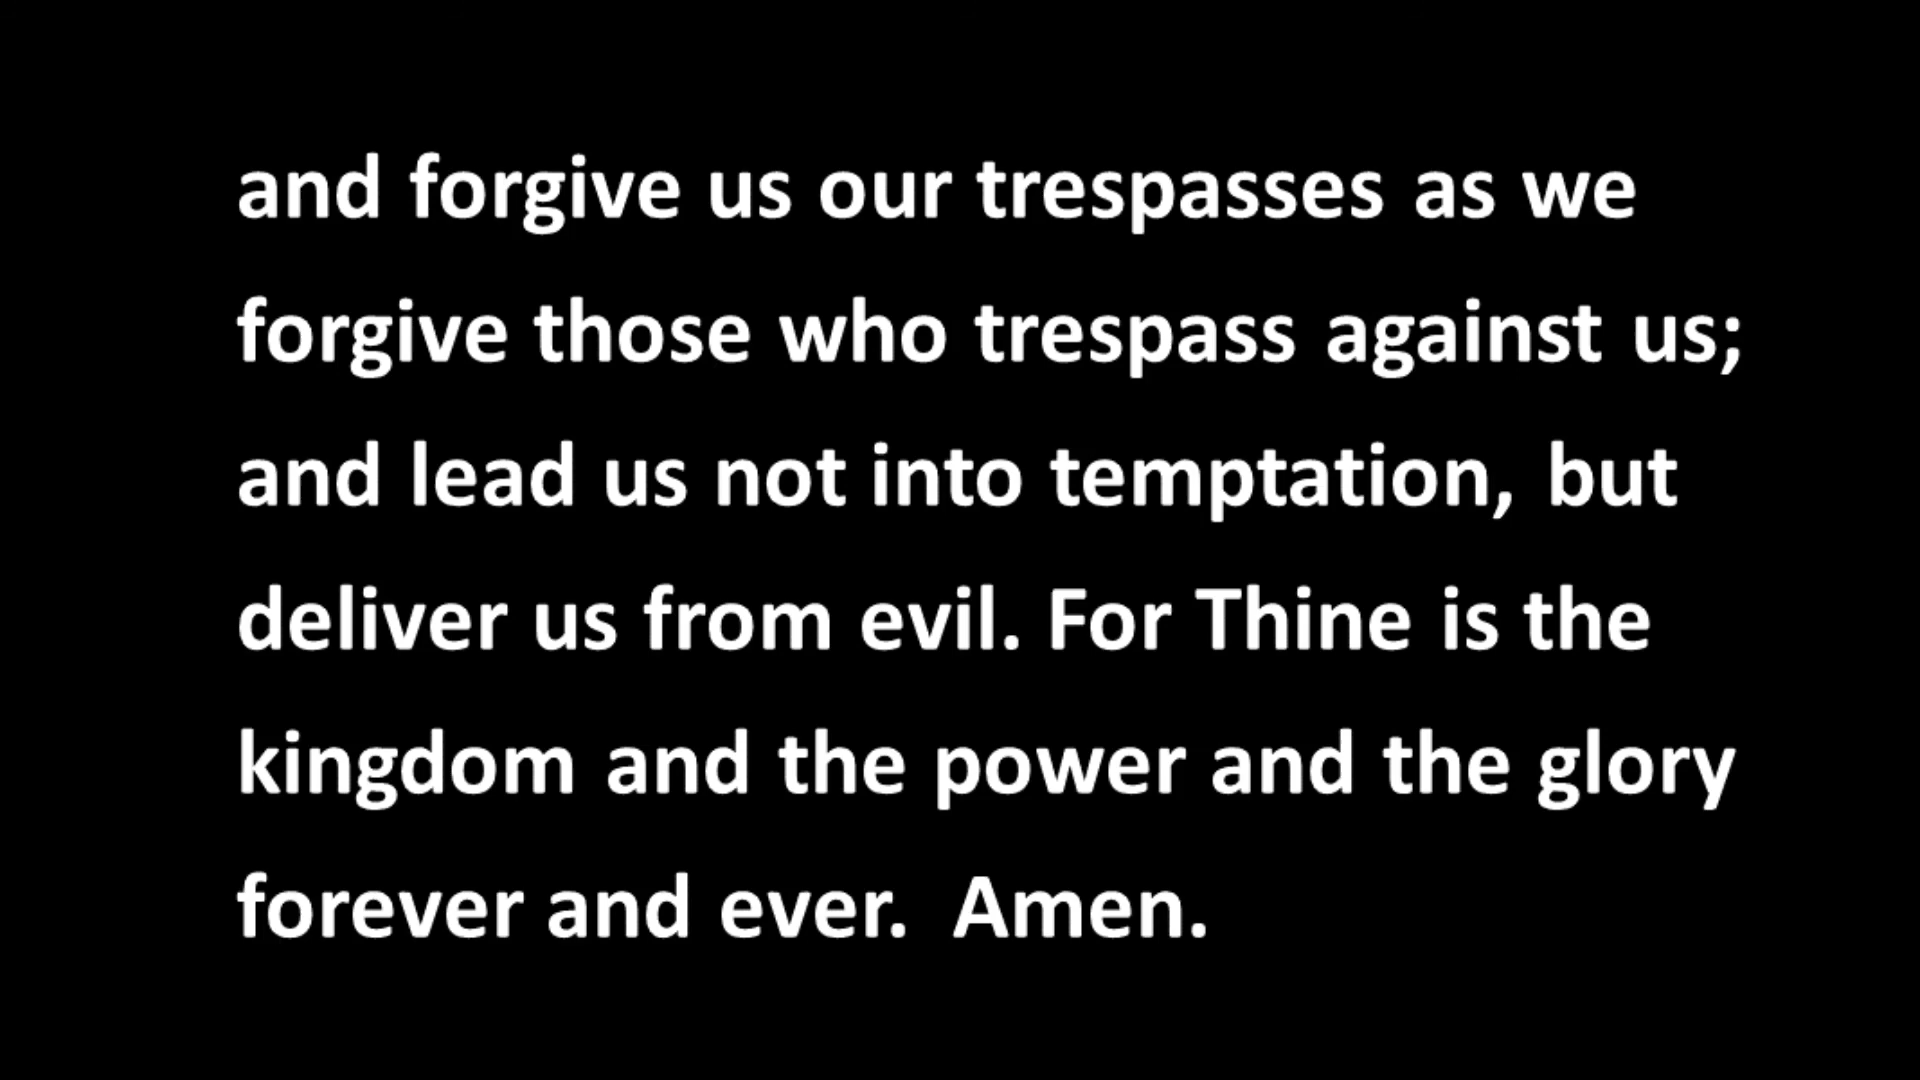 and forgive us our trespasses as we
forgive those who trespass against us;
and lead us not into temptation, but
deliver us from evil. For Thine is the
kingdom and the power and the glory
forever and ever.  Amen.